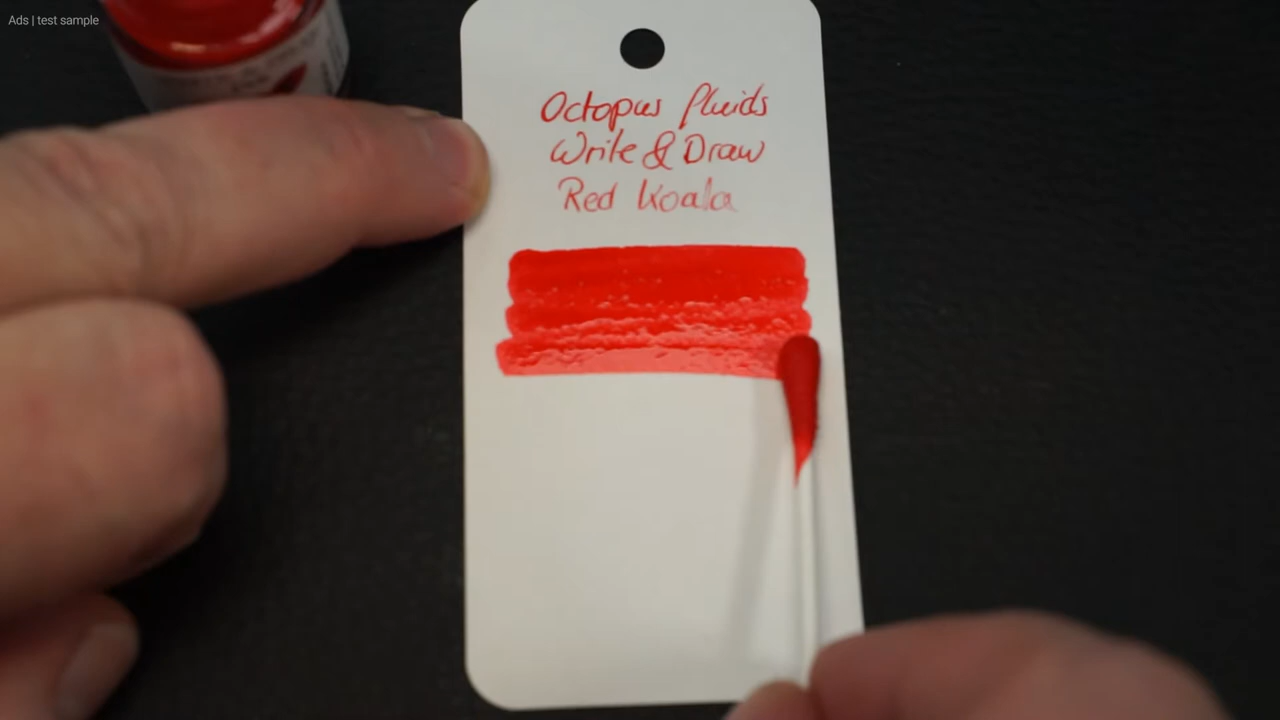 Ads | test sample
Octopus fluids
Write & Draw
Red Koala